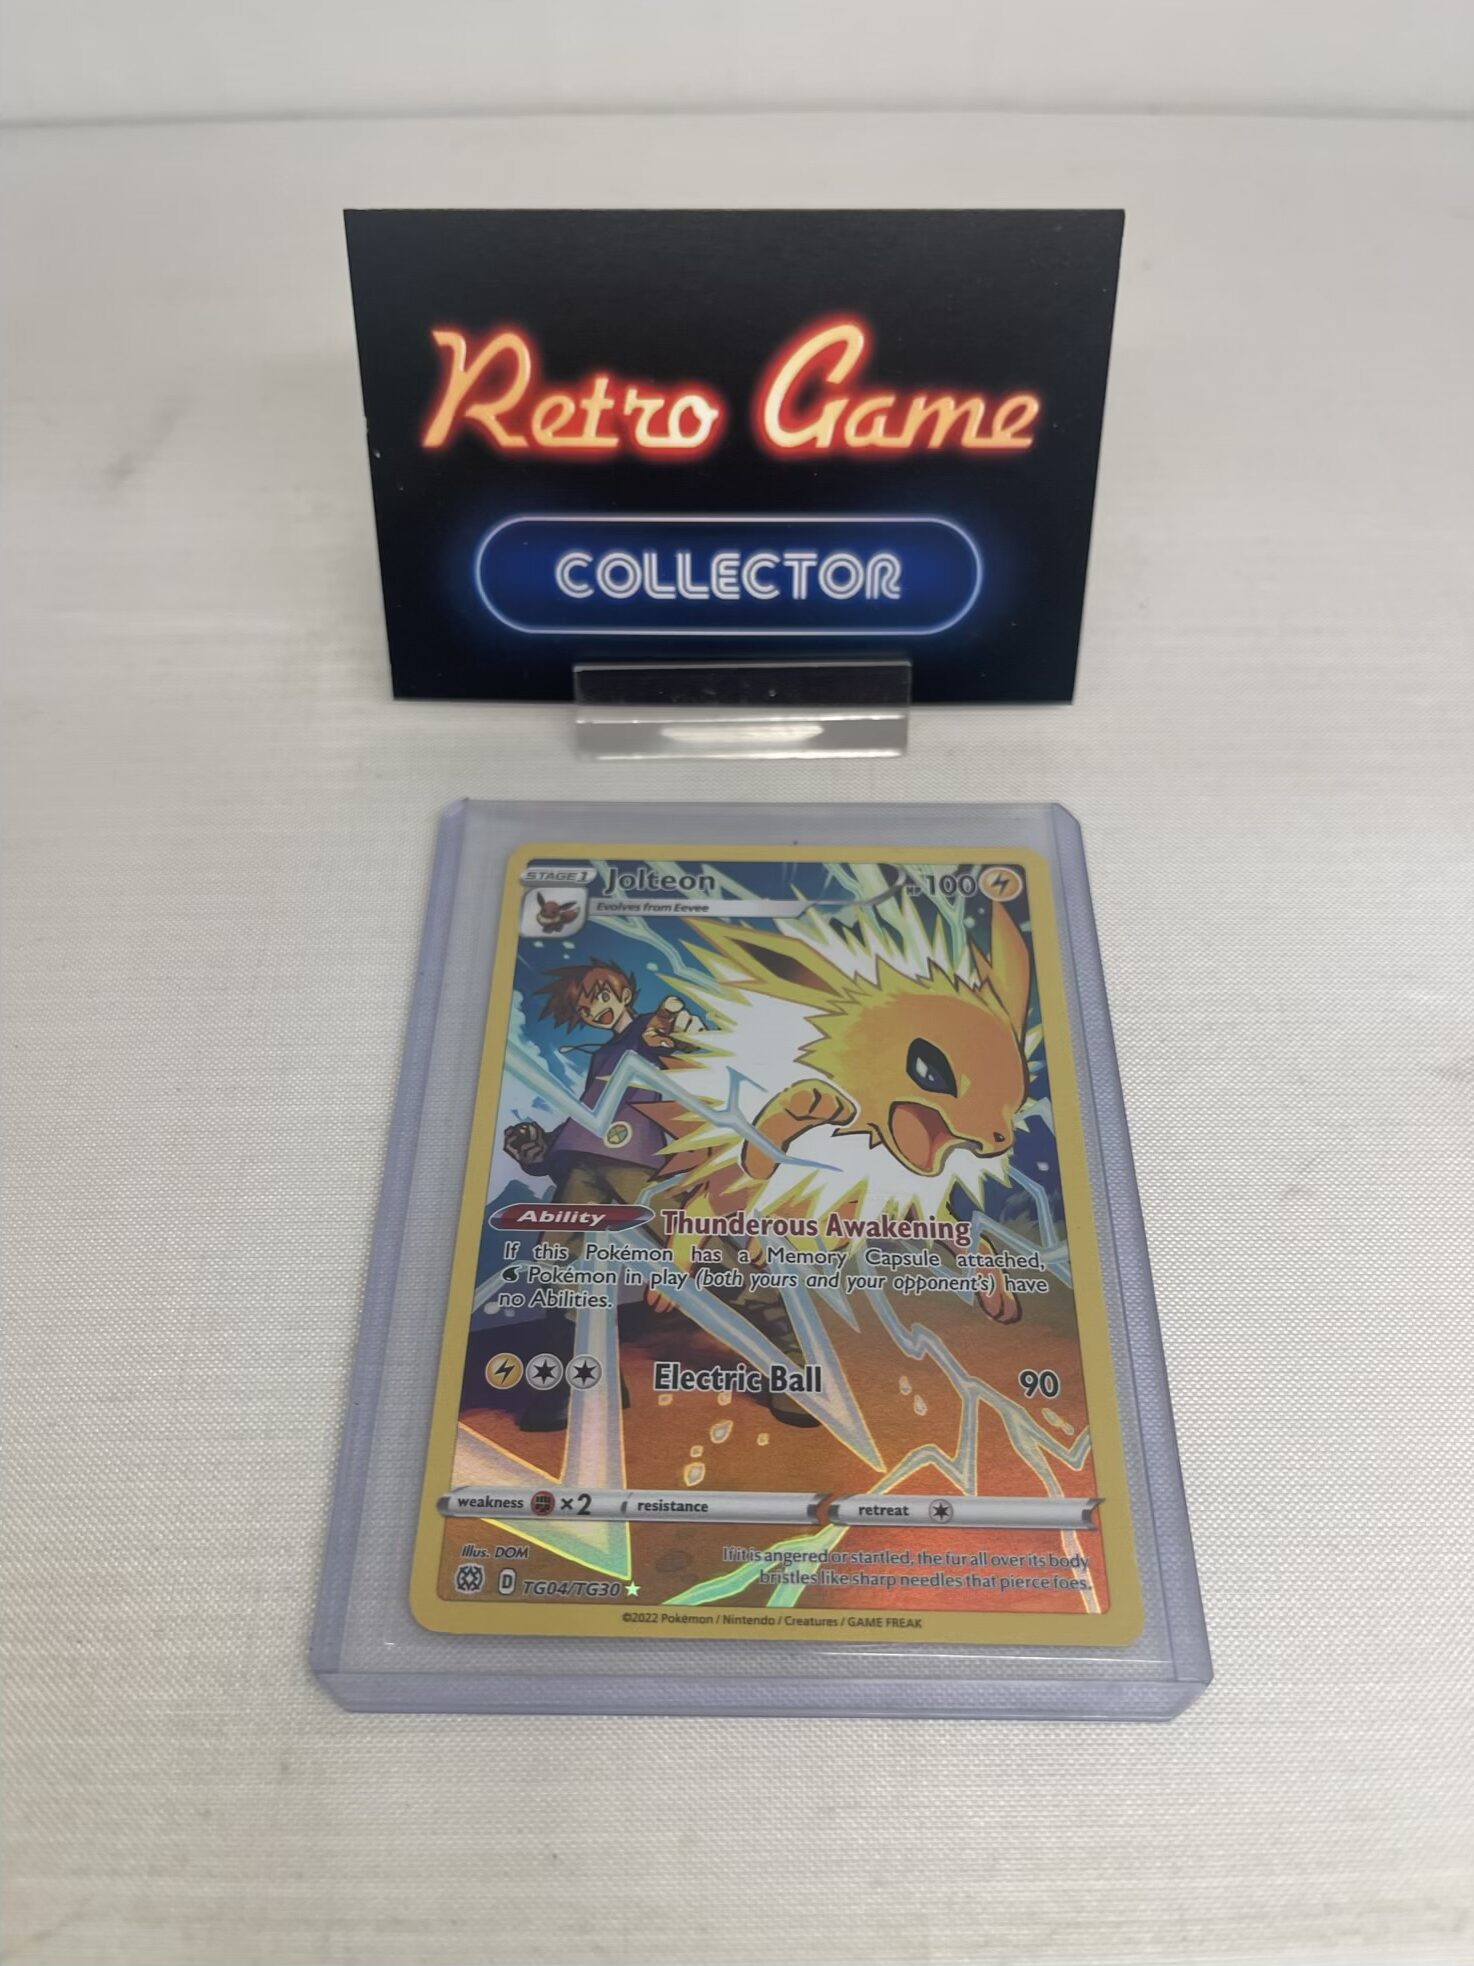 Retro Game
COLLECTOR
STAGE 1 Jolteon HP 100
Evolves from Eevee
Ability Thunderous Awakening
If this Pokémon has a Memory Capsule attached,
Pokémon in play (both yours and your opponent's) have
no Abilities.
Electric Ball 90
weakness ×2 resistance retreat
Illus. DOM
If it is angered or startled, the fur all over its body
bristles like sharp needles that pierce foes.
D TG04/TG30
©2022 Pokémon / Nintendo / Creatures / GAME FREAK